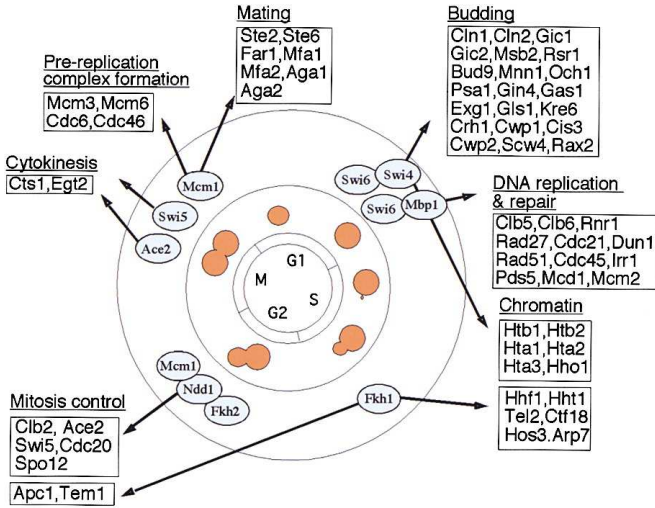 Mating
Ste2,Ste6
Far1,Mfa1
Mfa2,Aga1
Aga2
Budding
Cln1,Cln2,Gic1
Gic2,Msb2,Rsr1
Bud9,Mnn1,Och1
Psa1,Gin4,Gas1
Exg1,Gls1,Kre6
Crh1,Cwp1,Cis3
Cwp2,Scw4,Rax2
Pre-replication
complex formation
Mcm3,Mcm6
Cdc6,Cdc46
Cytokinesis
Cts1,Egt2
Mcm1
Swi5
Ace2
Swi6
Swi4
Swi6
Mbp1
DNA replication
& repair
Clb5,Clb6,Rnr1
Rad27,Cdc21,Dun1
Rad51,Cdc45,Irr1
Pds5,Mcd1,Mcm2
G1
M
S
G2
Chromatin
Htb1,Htb2
Hta1,Hta2
Hta3,Hho1
Mcm1
Ndd1
Fkh2
Fkh1
Hhf1,Hht1
Tel2,Ctf18
Hos3.Arp7
Mitosis control
Clb2, Ace2
Swi5,Cdc20
Spo12
Apc1,Tem1